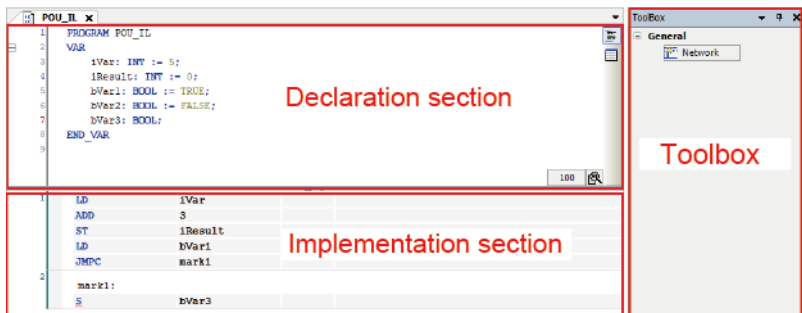 POU_IL x
1 PROGRAM POU_IL
2 VAR
3 iVar: INT := 5;
4 iResult: INT := 0;
5 bVar1: BOOL := TRUE;
6 bVar2: BOOL := FALSE;
7 bVar3: BOOL;
8 END_VAR
9
Declaration section
100
1 LD iVar
ADD 3
ST iResult
LD bVar1
JMPC mark1
2
mark1:
S bVar3
Implementation section
ToolBox
General
Network
Toolbox